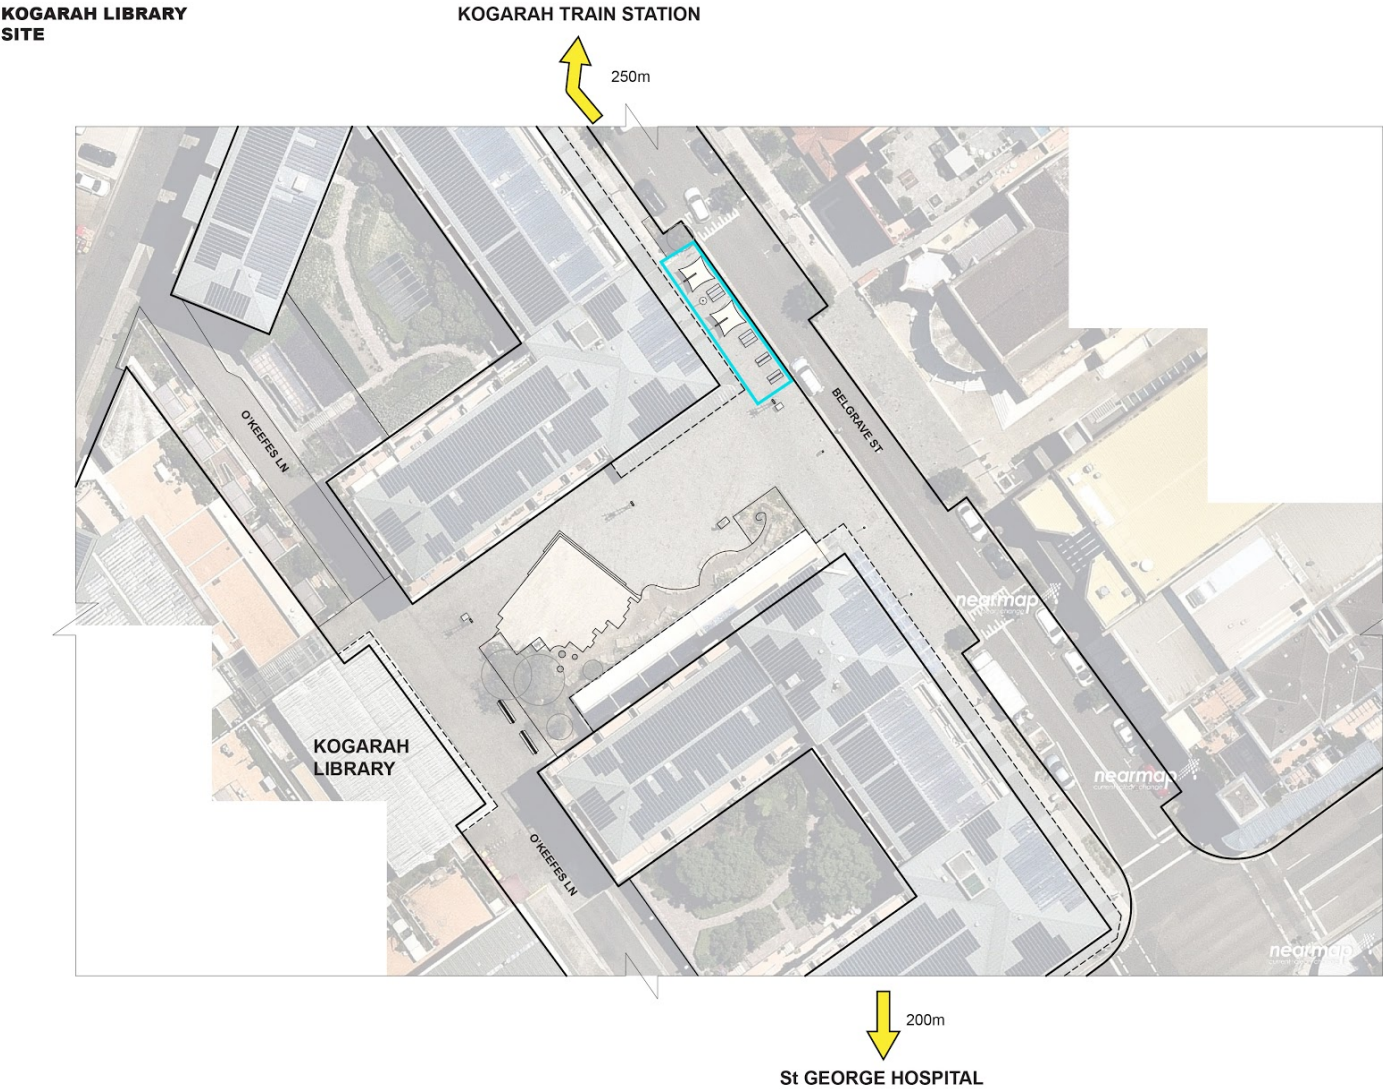 KOGARAH LIBRARY
SITE
KOGARAH TRAIN STATION
250m
O'KEEFES LN
BELGRAVE ST
nearmap
KOGARAH
LIBRARY
nearmap
O'KEEFES LN
nearmap
200m
St GEORGE HOSPITAL